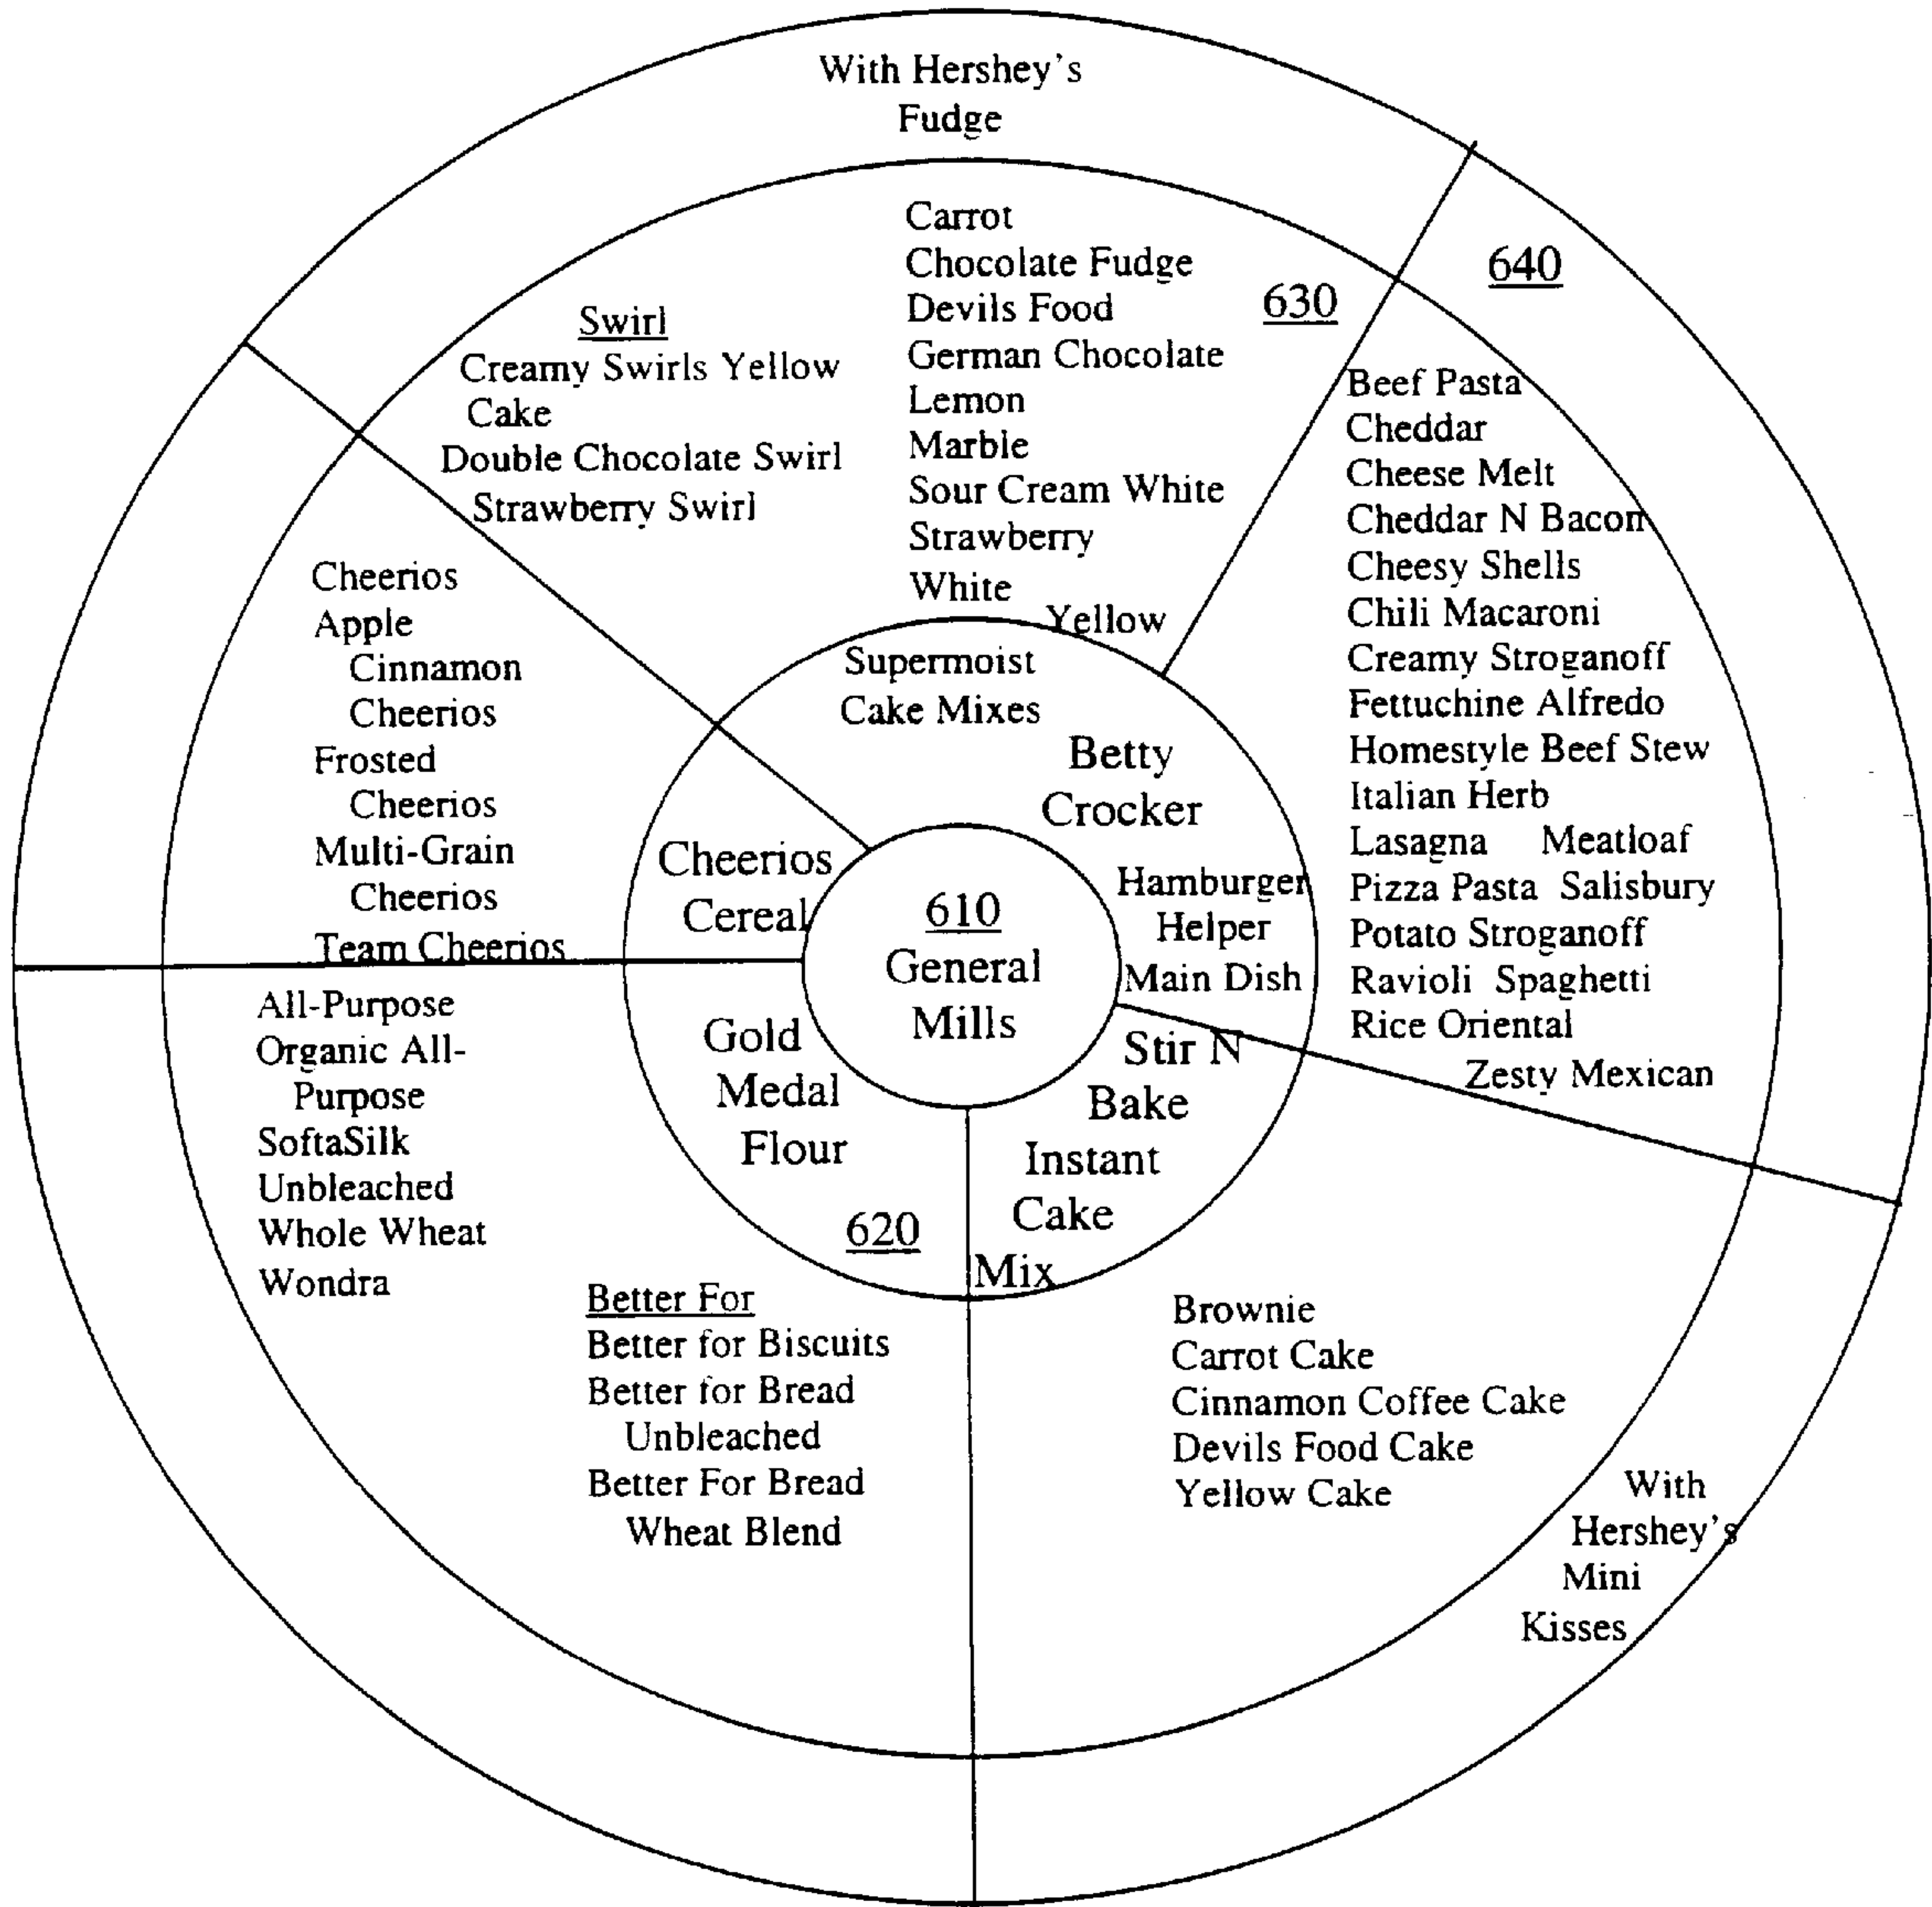 With Hershey's
Fudge
640
630
Carrot
Chocolate Fudge
Devils Food
German Chocolate
Lemon
Marble
Sour Cream White
Strawberry
White
Yellow
Swirl
Creamy Swirls Yellow
Cake
Double Chocolate Swirl
Strawberry Swirl
Beef Pasta
Cheddar
Cheese Melt
Cheddar N Bacon
Cheesy Shells
Chili Macaroni
Creamy Stroganoff
Fettuchine Alfredo
Homestyle Beef Stew
Italian Herb
Lasagna Meatloaf
Pizza Pasta Salisbury
Potato Stroganoff
Ravioli Spaghetti
Rice Oriental
Zesty Mexican
Cheerios
Apple
Cinnamon
Cheerios
Frosted
Cheerios
Multi-Grain
Cheerios
Team Cheerios
Supermoist
Cake Mixes
Betty
Crocker
Hamburger
Helper
Main Dish
Cheerios
Cereal
610
General
Mills
Gold
Medal
Flour
620
Stir N
Bake
Instant
Cake
Mix
All-Purpose
Organic All-
Purpose
SoftaSilk
Unbleached
Whole Wheat
Wondra
Better For
Better for Biscuits
Better for Bread
Unbleached
Better For Bread
Wheat Blend
Brownie
Carrot Cake
Cinnamon Coffee Cake
Devils Food Cake
Yellow Cake
With
Hershey's
Mini
Kisses